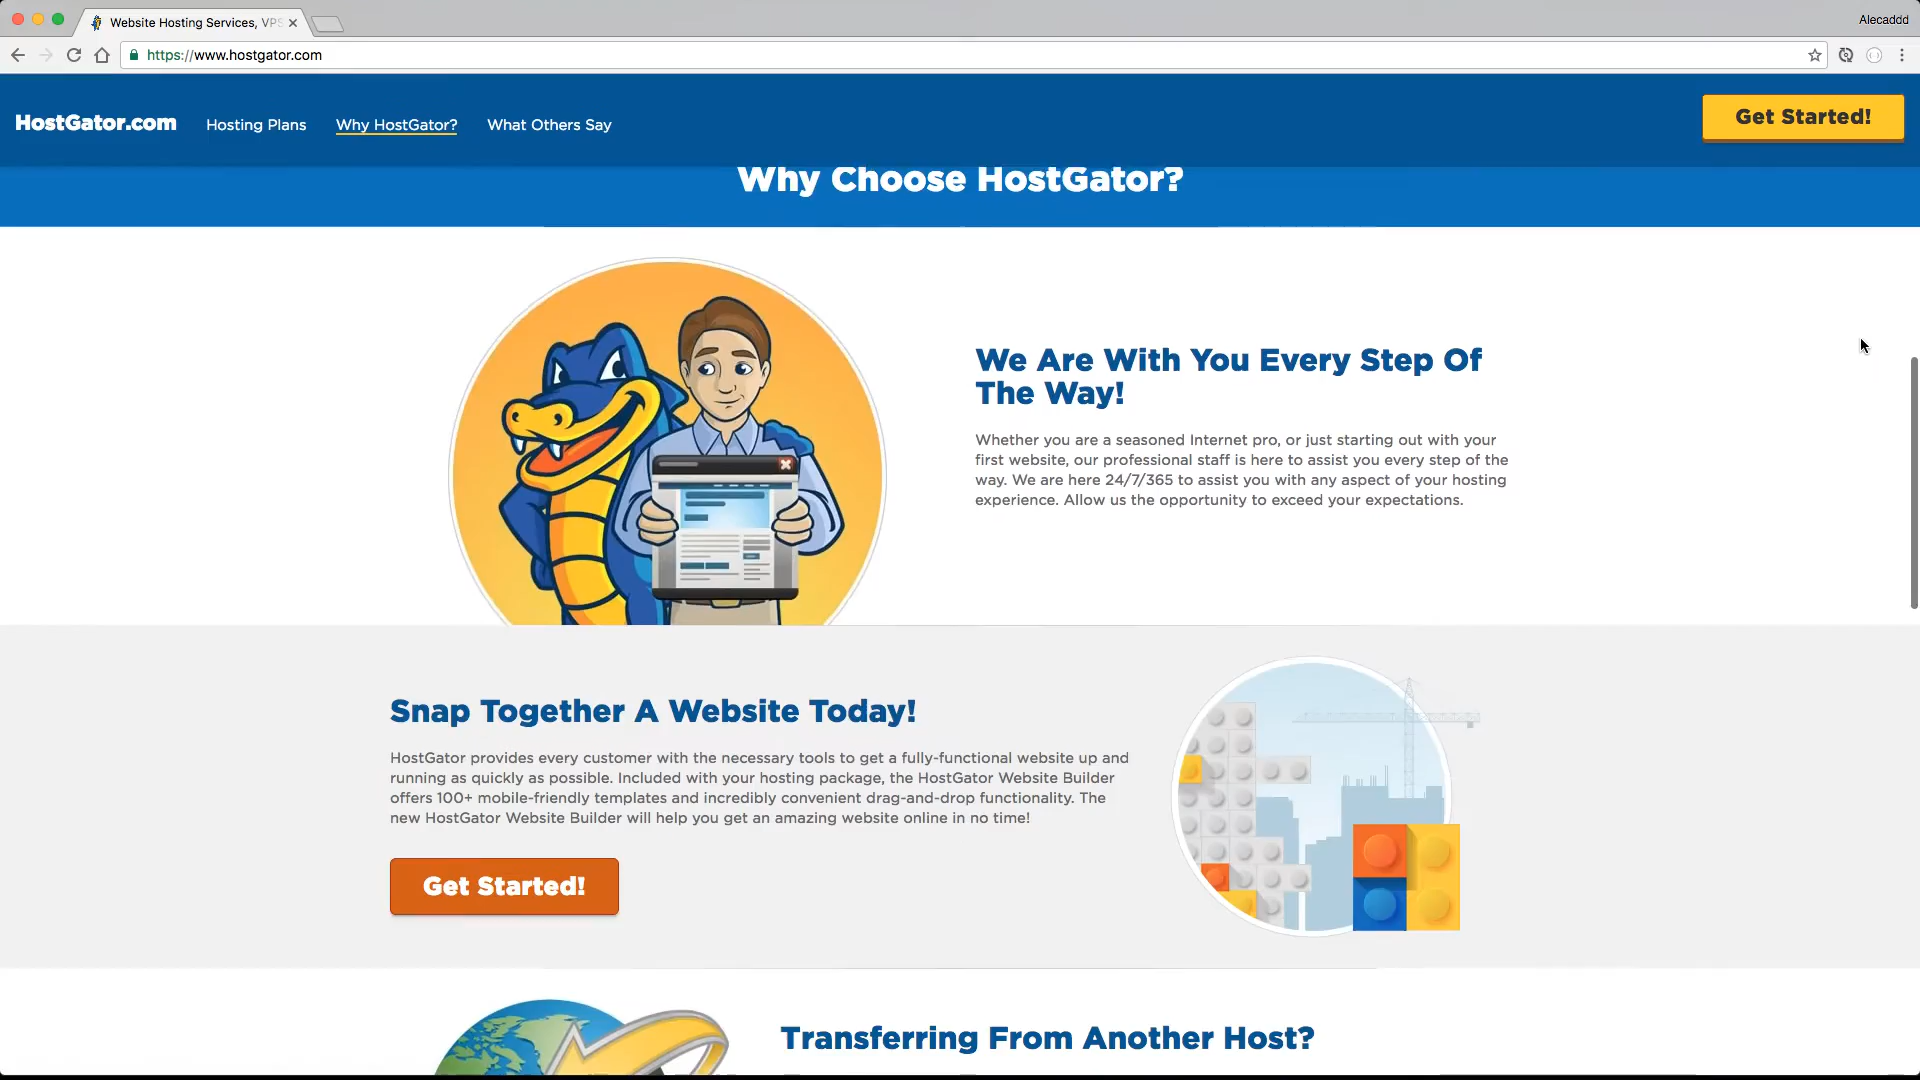 Website Hosting Services, VPS
Alecaddd
https://www.hostgator.com
HostGator.com
Hosting Plans
Why HostGator?
What Others Say
Get Started!
Why Choose HostGator?
We Are With You Every Step Of
The Way!
Whether you are a seasoned Internet pro, or just starting out with your
first website, our professional staff is here to assist you every step of the
way. We are here 24/7/365 to assist you with any aspect of your hosting
experience. Allow us the opportunity to exceed your expectations.
Snap Together A Website Today!
HostGator provides every customer with the necessary tools to get a fully-functional website up and
running as quickly as possible. Included with your hosting package, the HostGator Website Builder
offers 100+ mobile-friendly templates and incredibly convenient drag-and-drop functionality. The
new HostGator Website Builder will help you get an amazing website online in no time!
Get Started!
Transferring From Another Host?